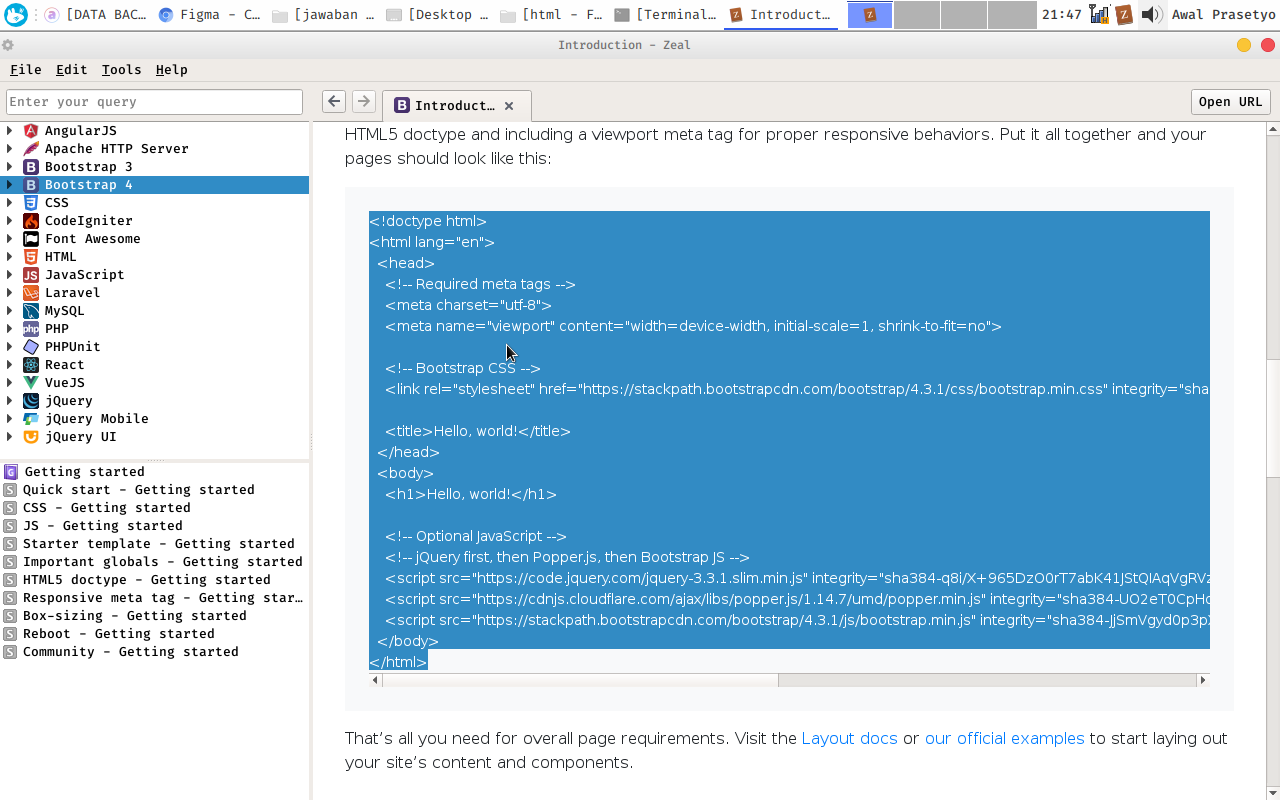 [DATA BAC…
Figma - C…
[jawaban …
[Desktop …
[html - F…
[Terminal…
Introduct…
21:47
Awal Prasetyo
Introduction - Zeal
File Edit Tools Help
Enter your query
Introduct…
Open URL
AngularJS
Apache HTTP Server
Bootstrap 3
Bootstrap 4
CSS
CodeIgniter
Font Awesome
HTML
JavaScript
Laravel
MySQL
PHP
PHPUnit
React
VueJS
jQuery
jQuery Mobile
jQuery UI
Getting started
Quick start - Getting started
CSS - Getting started
JS - Getting started
Starter template - Getting started
Important globals - Getting started
HTML5 doctype - Getting started
Responsive meta tag - Getting star…
Box-sizing - Getting started
Reboot - Getting started
Community - Getting started
HTML5 doctype and including a viewport meta tag for proper responsive behaviors. Put it all together and your
pages should look like this:
<!doctype html>
<html lang="en">
<head>
<!-- Required meta tags -->
<meta charset="utf-8">
<meta name="viewport" content="width=device-width, initial-scale=1, shrink-to-fit=no">
<!-- Bootstrap CSS -->
<link rel="stylesheet" href="https://stackpath.bootstrapcdn.com/bootstrap/4.3.1/css/bootstrap.min.css" integrity="sha
<title>Hello, world!</title>
</head>
<body>
<h1>Hello, world!</h1>
<!-- Optional JavaScript -->
<!-- jQuery first, then Popper.js, then Bootstrap JS -->
<script src="https://code.jquery.com/jquery-3.3.1.slim.min.js" integrity="sha384-q8i/X+965DzO0rT7abK41JStQIAqVgRVz
<script src="https://cdnjs.cloudflare.com/ajax/libs/popper.js/1.14.7/umd/popper.min.js" integrity="sha384-UO2eT0CpHq
<script src="https://stackpath.bootstrapcdn.com/bootstrap/4.3.1/js/bootstrap.min.js" integrity="sha384-JjSmVgyd0p3pX
</body>
</html>
That's all you need for overall page requirements. Visit the Layout docs or our official examples to start laying out
your site's content and components.